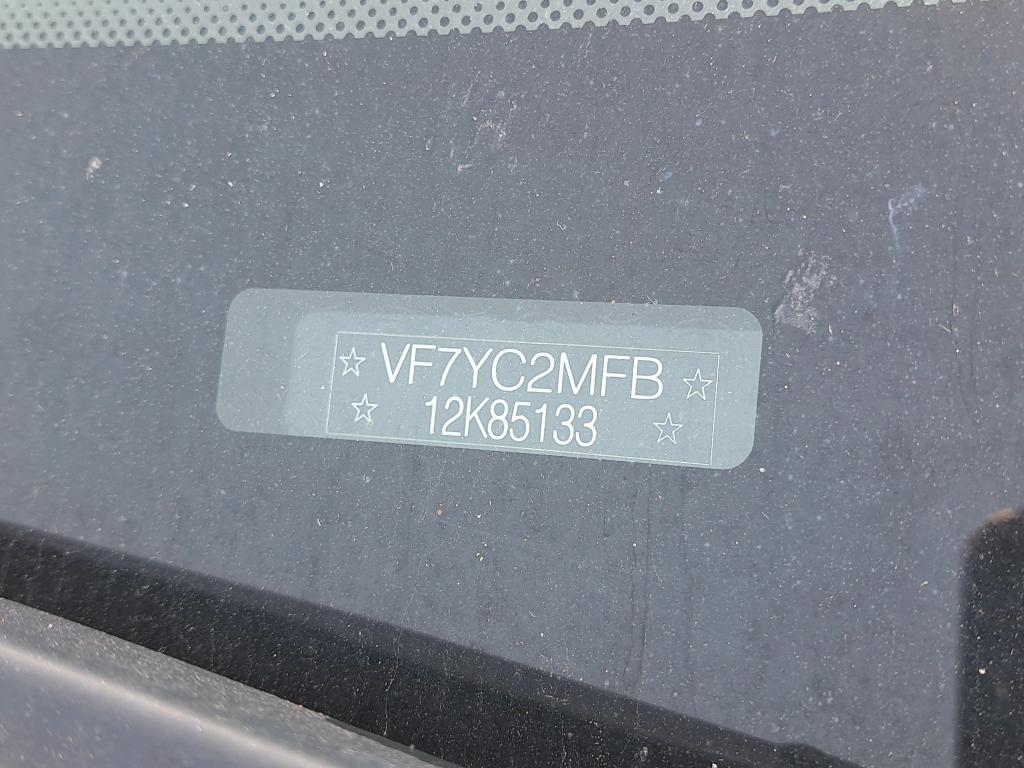 ☆ VF7YC2MFB ☆
☆ 12K85133 ☆